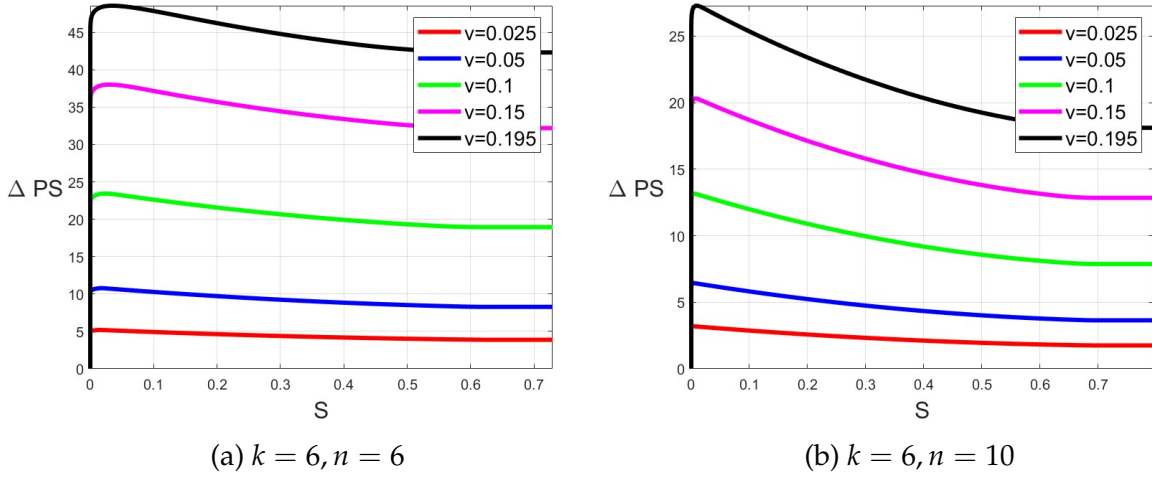 45
40
35
30
25
20
15
10
5
0
Δ PS
0 0.1 0.2 0.3 0.4 0.5 0.6 0.7
S
v=0.025
v=0.05
v=0.1
v=0.15
v=0.195
(a) k = 6, n = 6
25
20
15
10
5
0
Δ PS
0 0.1 0.2 0.3 0.4 0.5 0.6 0.7
S
v=0.025
v=0.05
v=0.1
v=0.15
v=0.195
(b) k = 6, n = 10